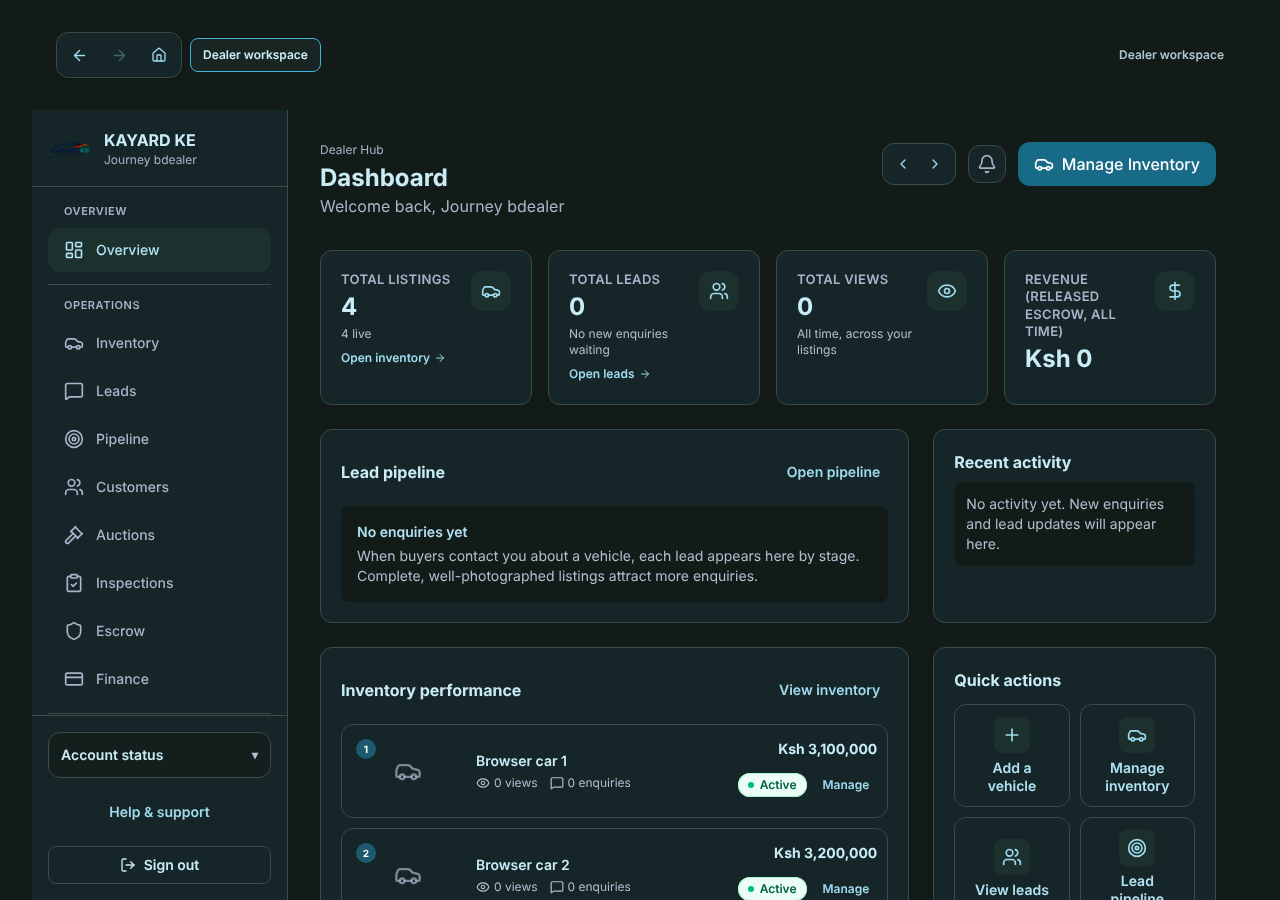 Dealer workspace
Dealer workspace
KAYARD KE
Journey bdealer
OVERVIEW
Overview
OPERATIONS
Inventory
Leads
Pipeline
Customers
Auctions
Inspections
Escrow
Finance
Account status
Help & support
Sign out
Dealer Hub
Dashboard
Welcome back, Journey bdealer
Manage Inventory
TOTAL LISTINGS
4
4 live
Open inventory →
TOTAL LEADS
0
No new enquiries
waiting
Open leads →
TOTAL VIEWS
0
All time, across your
listings
REVENUE
(RELEASED
ESCROW, ALL
TIME)
Ksh 0
Lead pipeline
Open pipeline
No enquiries yet
When buyers contact you about a vehicle, each lead appears here by stage.
Complete, well-photographed listings attract more enquiries.
Recent activity
No activity yet. New enquiries
and lead updates will appear
here.
Inventory performance
View inventory
1
Browser car 1
0 views 0 enquiries
Ksh 3,100,000
Active Manage
2
Browser car 2
0 views 0 enquiries
Ksh 3,200,000
Active Manage
Quick actions
Add a
vehicle
Manage
inventory
View leads
Lead
pipeline